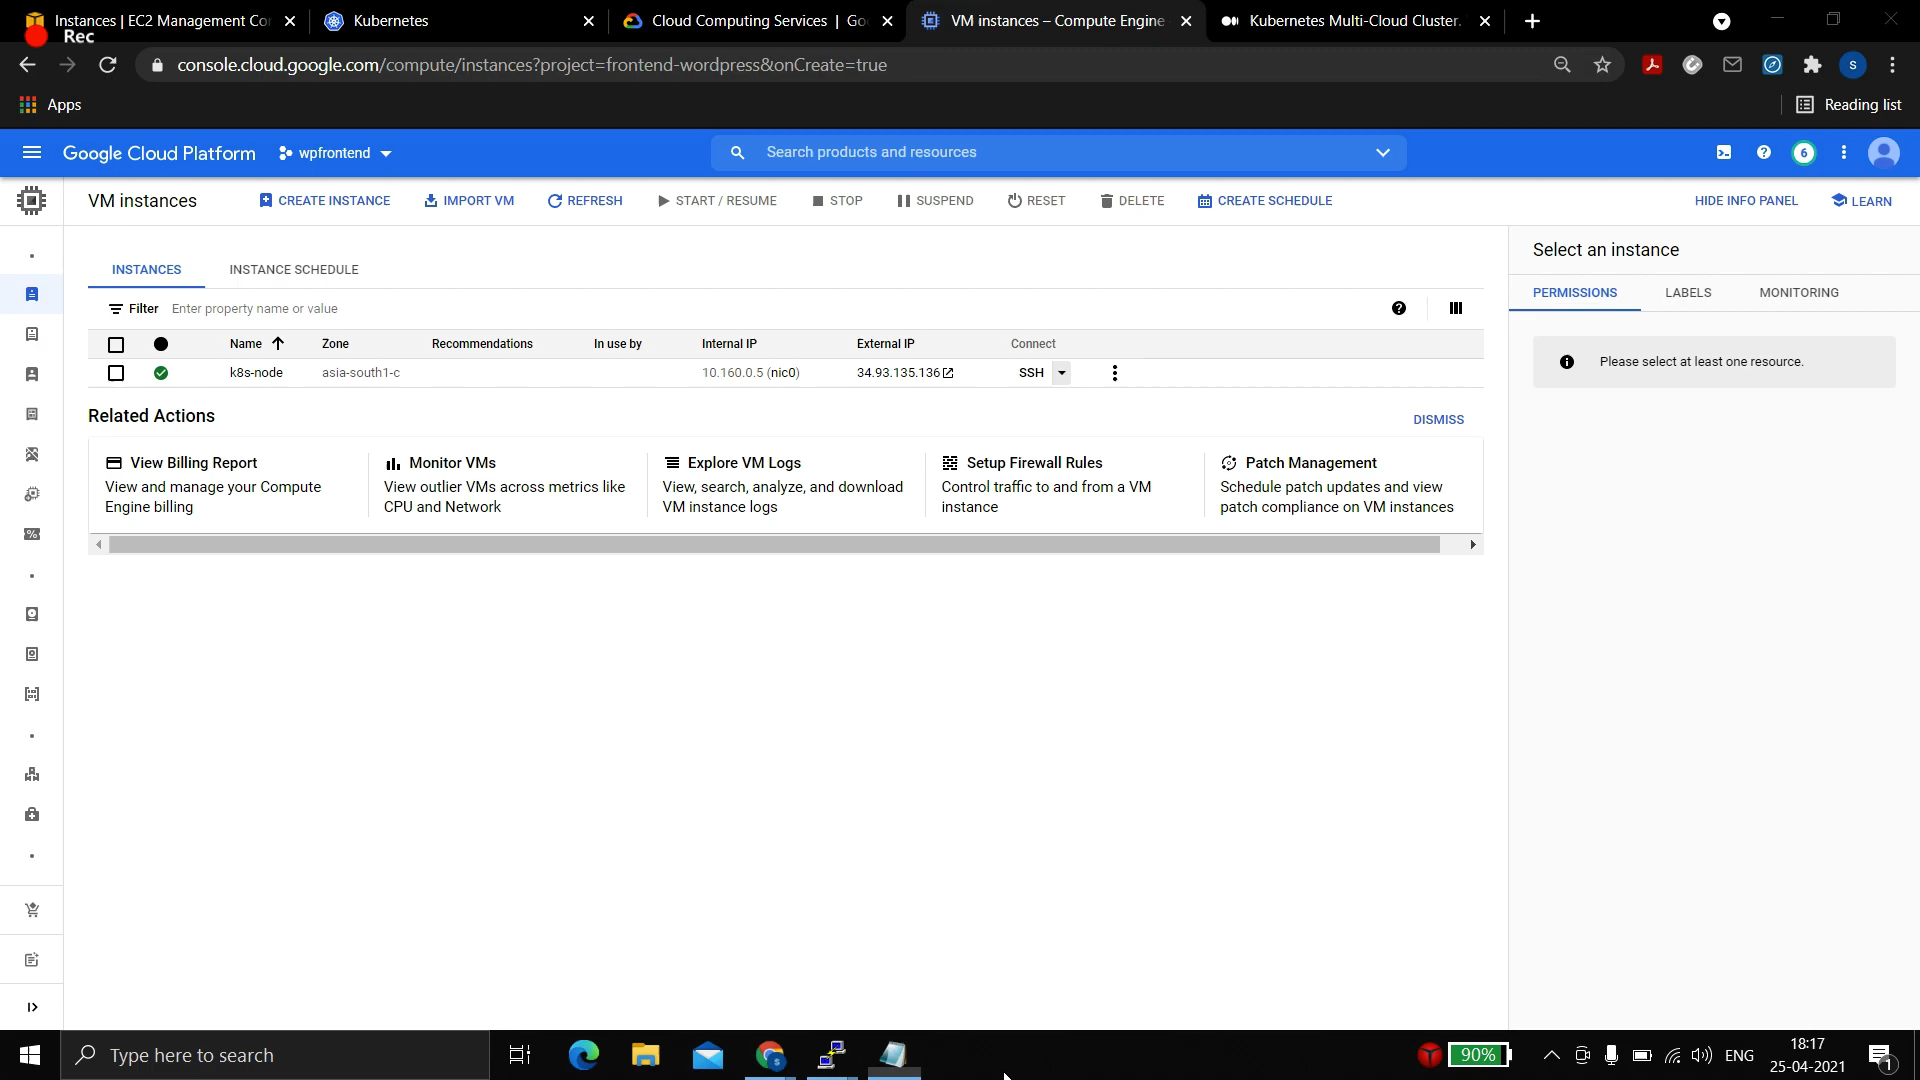 Instances | EC2 Management Co
Kubernetes
Cloud Computing Services | Go
VM instances – Compute Engine
Kubernetes Multi-Cloud Cluster.
Rec
console.cloud.google.com/compute/instances?project=frontend-wordpress&onCreate=true
S
Apps
Reading list
Google Cloud Platform
wpfrontend
Search products and resources
6
VM instances
CREATE INSTANCE
IMPORT VM
REFRESH
START / RESUME
STOP
SUSPEND
RESET
DELETE
CREATE SCHEDULE
HIDE INFO PANEL
LEARN
INSTANCES
INSTANCE SCHEDULE
Filter
Enter property name or value
Name
Zone
Recommendations
In use by
Internal IP
External IP
Connect
k8s-node
asia-south1-c
10.160.0.5 (nic0)
34.93.135.136
SSH
Select an instance
PERMISSIONS
LABELS
MONITORING
Please select at least one resource.
Related Actions
DISMISS
View Billing Report
View and manage your Compute
Engine billing
Monitor VMs
View outlier VMs across metrics like
CPU and Network
Explore VM Logs
View, search, analyze, and download
VM instance logs
Setup Firewall Rules
Control traffic to and from a VM
instance
Patch Management
Schedule patch updates and view
patch compliance on VM instances
Type here to search
90%
ENG
18:17
25-04-2021
1